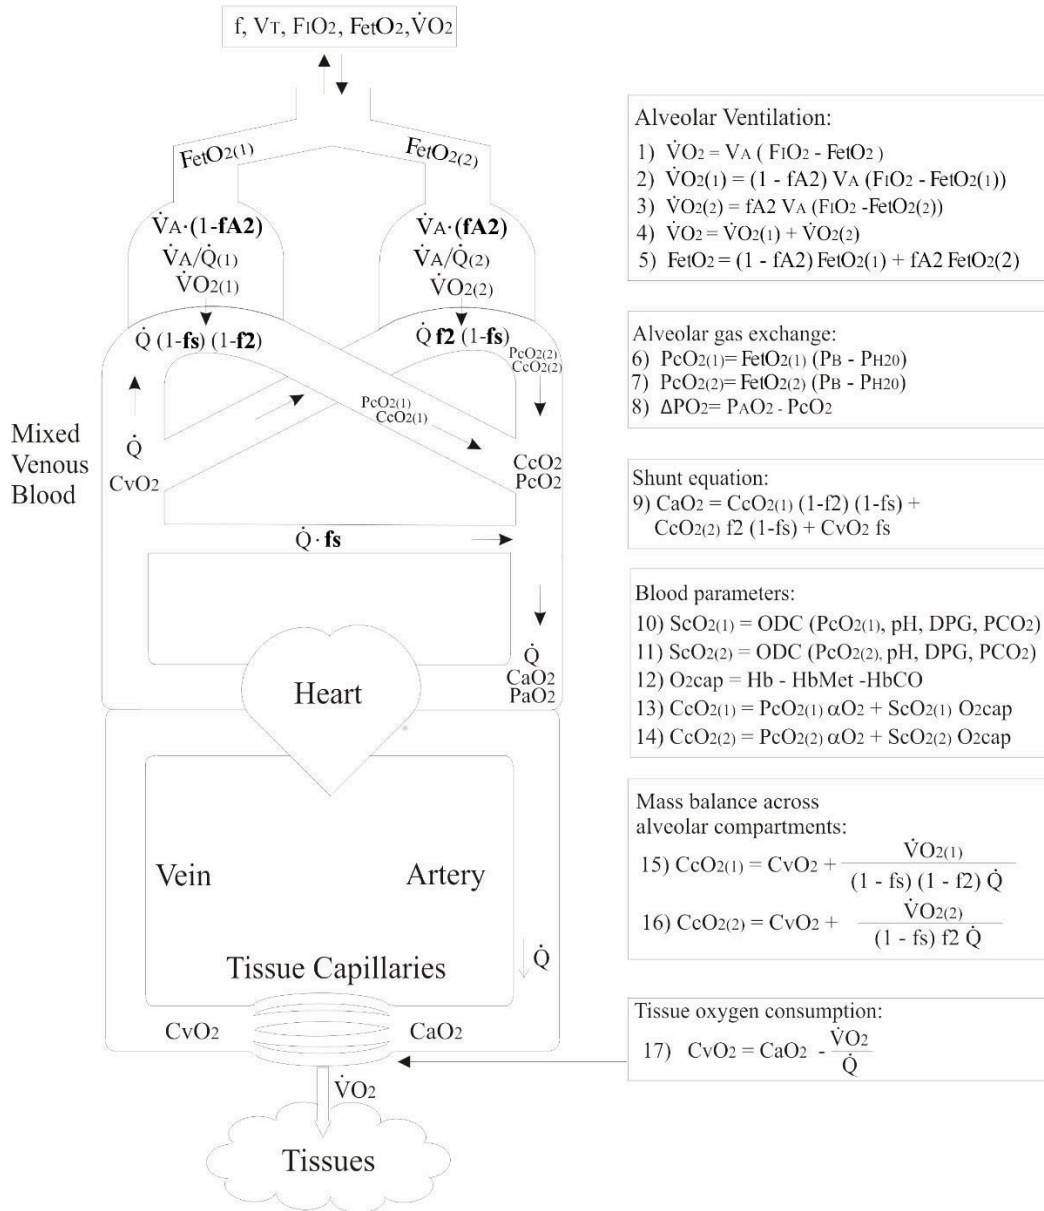 f, VT, FIO2, FetO2, V̇O2
FetO2(1)
FetO2(2)
V̇A·(1-fA2)
V̇A/Q̇(1)
V̇O2(1)
V̇A·(fA2)
V̇A/Q̇(2)
V̇O2(2)
Q̇ (1-fs) (1-f2)
Q̇ f2 (1-fs)
PcO2(2)
CcO2(2)
PcO2(1)
CcO2(1)
Mixed
Venous
Blood
Q̇
CvO2
CcO2
PcO2
Q̇ · fs
Q̇
CaO2
PaO2
Heart
Vein
Artery
Q̇
Tissue Capillaries
CvO2
CaO2
V̇O2
Tissues
Alveolar Ventilation:
1) V̇O2 = VA ( FIO2 - FetO2 )
2) V̇O2(1) = (1 - fA2) VA (FIO2 - FetO2(1))
3) V̇O2(2) = fA2 VA (FIO2 -FetO2(2))
4) V̇O2 = V̇O2(1) + V̇O2(2)
5) FetO2 = (1 - fA2) FetO2(1) + fA2 FetO2(2)
Alveolar gas exchange:
6) PcO2(1)= FetO2(1) (PB - PH20)
7) PcO2(2)= FetO2(2) (PB - PH20)
8) ΔPO2= PAO2 - PcO2
Shunt equation:
9) CaO2 = CcO2(1) (1-f2) (1-fs) +
CcO2(2) f2 (1-fs) + CvO2 fs
Blood parameters:
10) ScO2(1) = ODC (PcO2(1), pH, DPG, PCO2)
11) ScO2(2) = ODC (PcO2(2), pH, DPG, PCO2)
12) O2cap = Hb - HbMet -HbCO
13) CcO2(1) = PcO2(1) αO2 + ScO2(1) O2cap
14) CcO2(2) = PcO2(2) αO2 + ScO2(2) O2cap
Mass balance across
alveolar compartments:
15) CcO2(1) = CvO2 + V̇O2(1)
(1 - fs) (1 - f2) Q̇
16) CcO2(2) = CvO2 + V̇O2(2)
(1 - fs) f2 Q̇
Tissue oxygen consumption:
17) CvO2 = CaO2 - V̇O2
Q̇